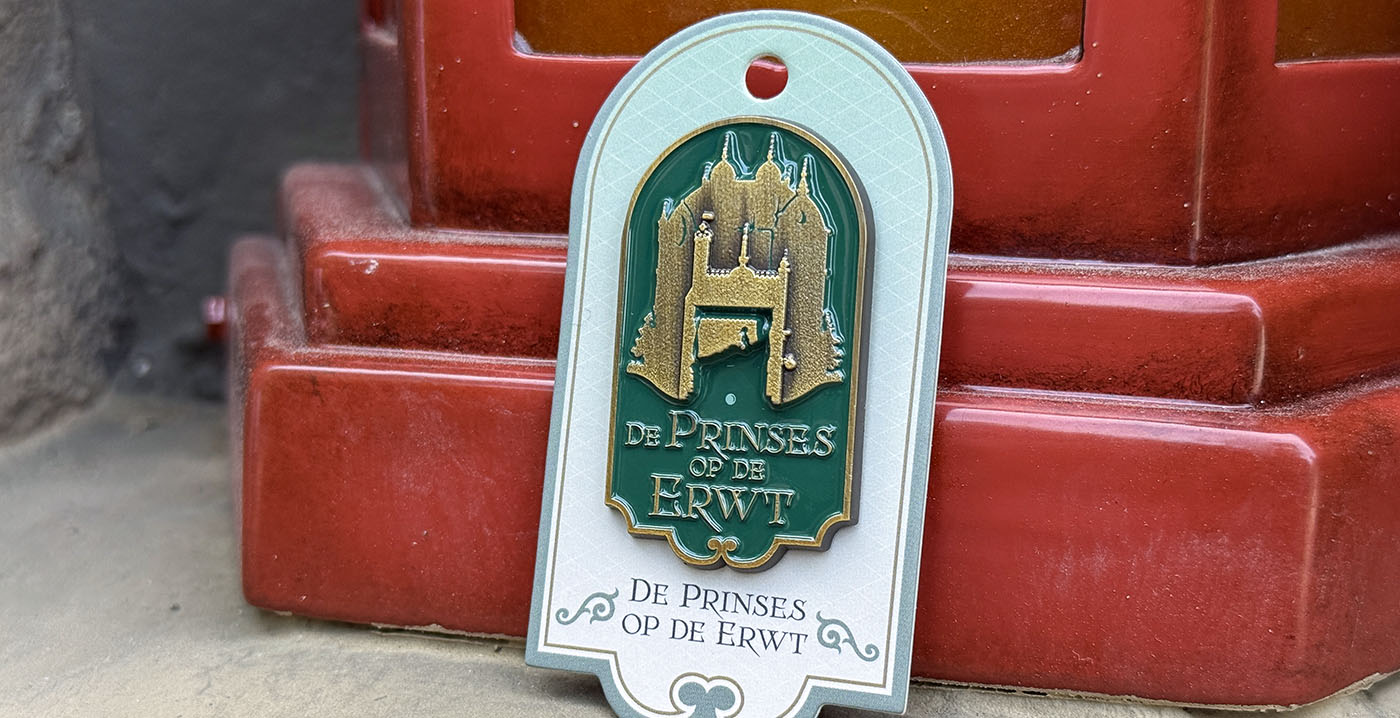 De Prinses
op de
Erwt
De Prinses
op de Erwt